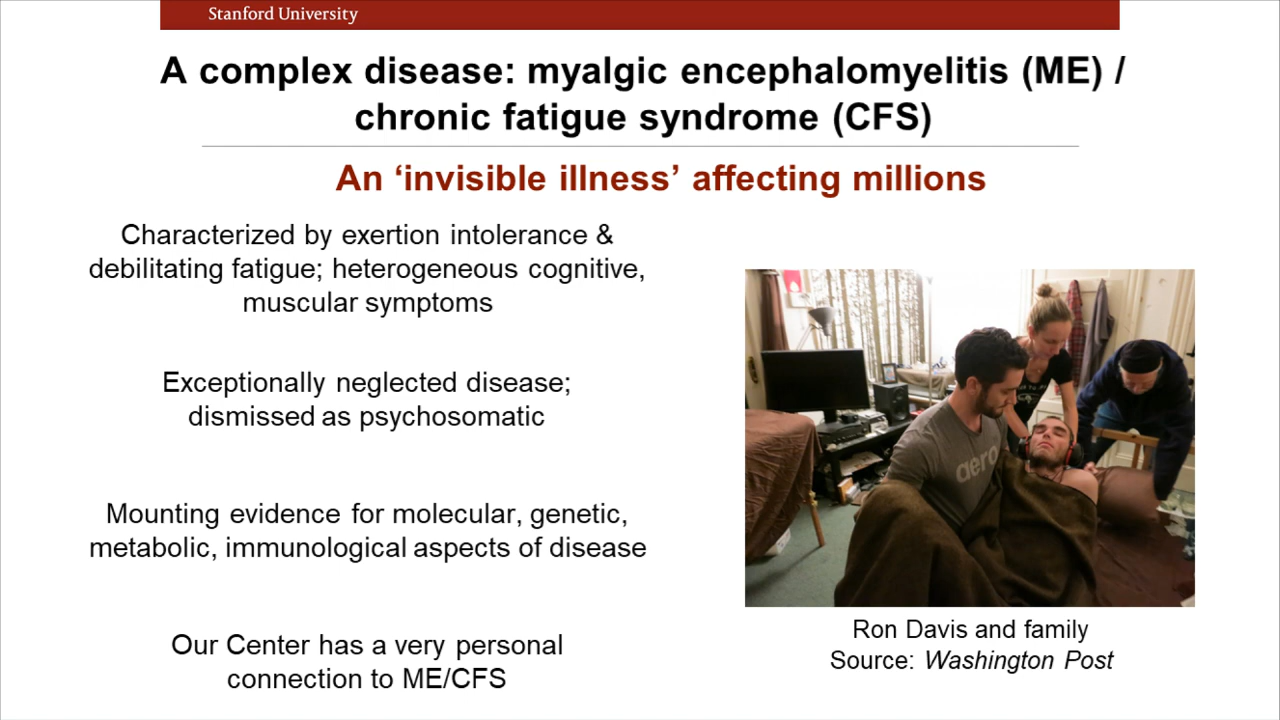 Stanford University
A complex disease: myalgic encephalomyelitis (ME) /
chronic fatigue syndrome (CFS)
An ‘invisible illness’ affecting millions
Characterized by exertion intolerance &
debilitating fatigue; heterogeneous cognitive,
muscular symptoms
Exceptionally neglected disease;
dismissed as psychosomatic
Mounting evidence for molecular, genetic,
metabolic, immunological aspects of disease
Our Center has a very personal
connection to ME/CFS
aero
Ron Davis and family
Source: Washington Post